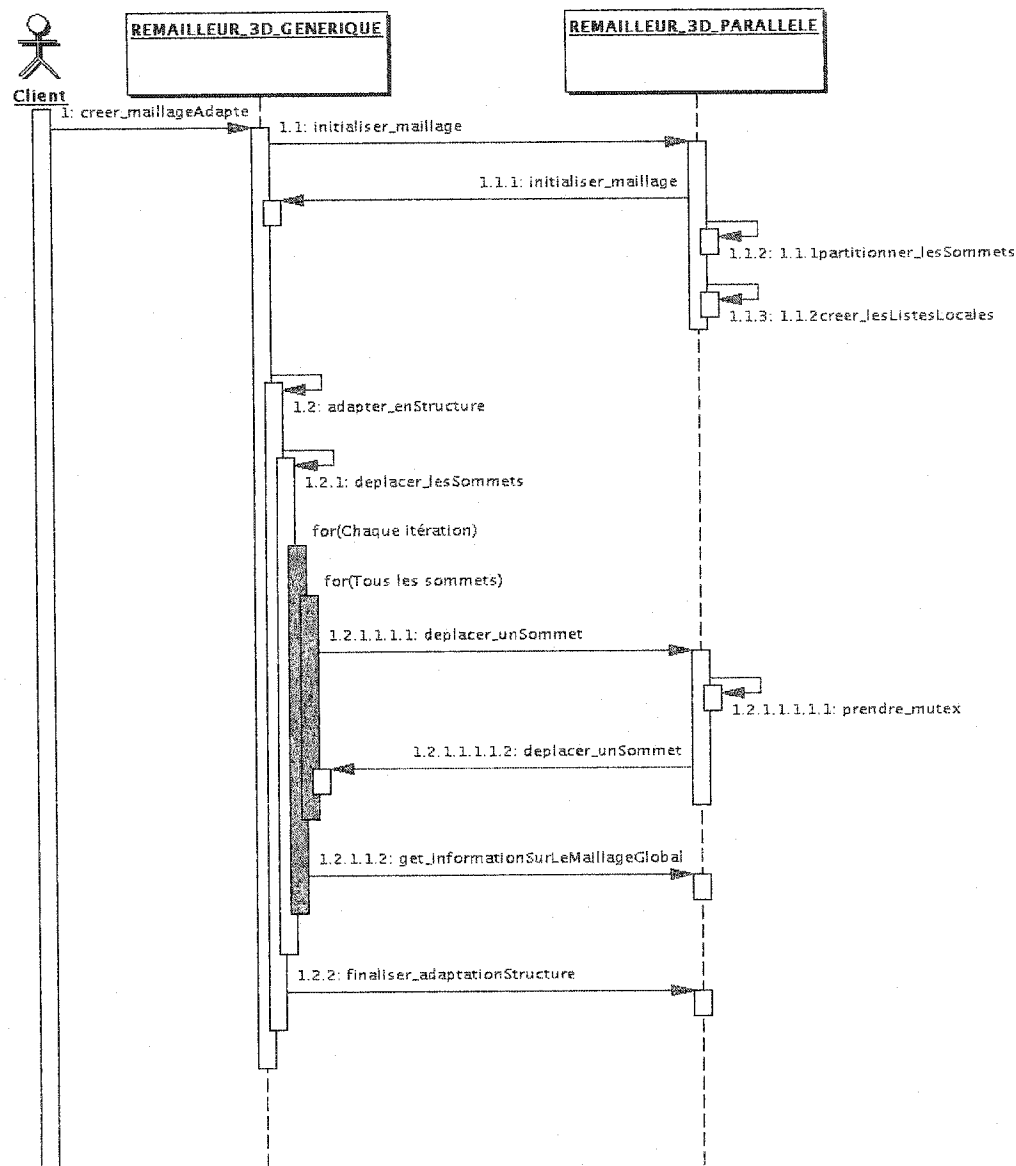 REMAILLEUR_3D_GENERIQUE
REMAILLEUR_3D_PARALLELE
Client
1: creer_maillageAdapte
1.1: initialiser_maillage
1.1.1: initialiser_maillage
1.1.2: 1.1.1partitionner_lesSommets
1.1.3: 1.1.2creer_lesListesLocales
1.2: adapter_enStructure
1.2.1: deplacer_lesSommets
for(Chaque itération)
for(Tous les sommets)
1.2.1.1.1.1: deplacer_unSommet
1.2.1.1.1.1.1: prendre_mutex
1.2.1.1.1.1.2: deplacer_unSommet
1.2.1.1.2: get_informationSurLeMaillageGlobal
1.2.2: finaliser_adaptationStructure